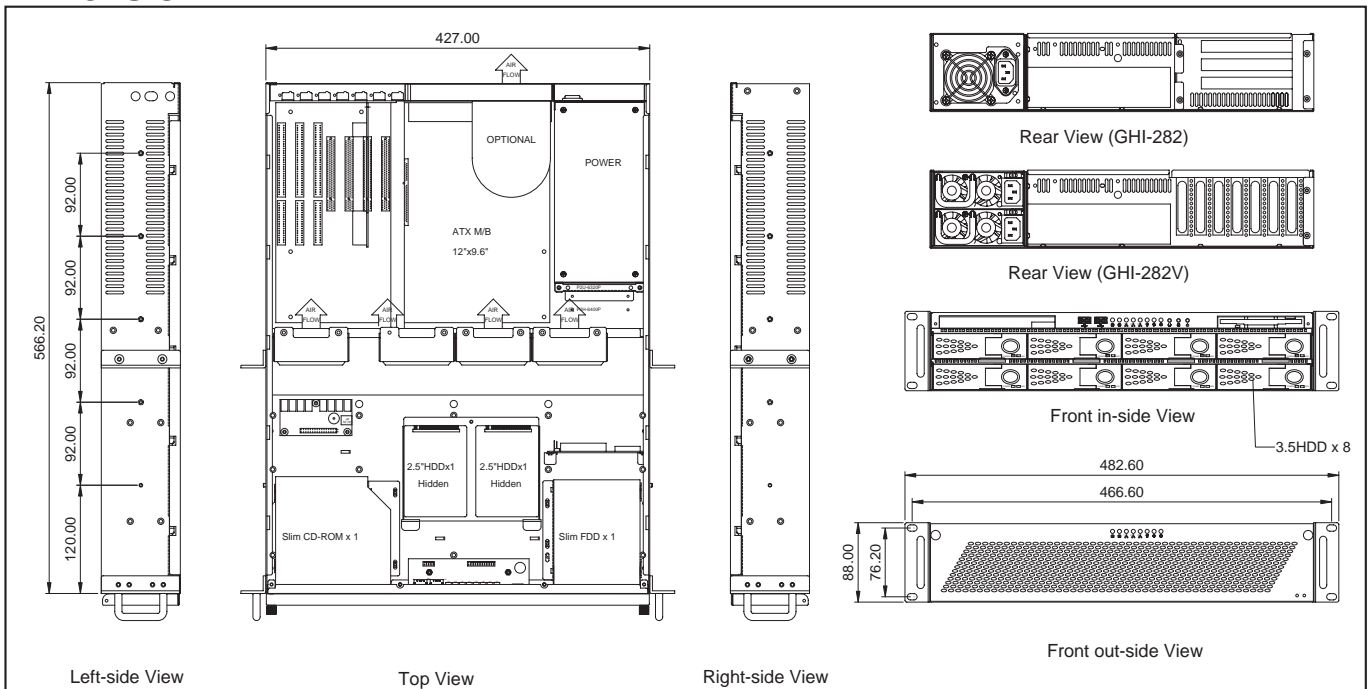 427.00
AIR
FLOW
566.20
92.00
92.00
92.00
92.00
120.00
OPTIONAL
POWER
ATX M/B
12"x9.6"
AIR
FLOW
AIR
FLOW
AIR
FLOW
AIR
FLOW
2.5"HDDx1
Hidden
2.5"HDDx1
Hidden
Slim CD-ROM x 1
Slim FDD x 1
Left-side View
Top View
Right-side View
Rear View (GHI-282)
Rear View (GHI-282V)
Front in-side View
3.5HDD x 8
482.60
466.60
88.00
76.20
Front out-side View